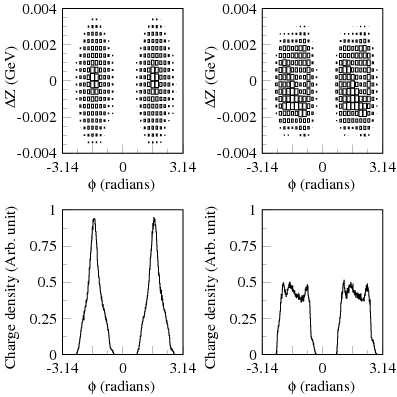 ΔZ (GeV)
0.004
0.002
0
-0.002
-0.004
-3.14 0 3.14
ϕ (radians)
ΔZ (GeV)
0.004
0.002
0
-0.002
-0.004
-3.14 0 3.14
ϕ (radians)
Charge density (Arb. unit)
1
0.75
0.5
0.25
0
-3.14 0 3.14
ϕ (radians)
Charge density (Arb. unit)
1
0.75
0.5
0.25
0
-3.14 0 3.14
ϕ (radians)